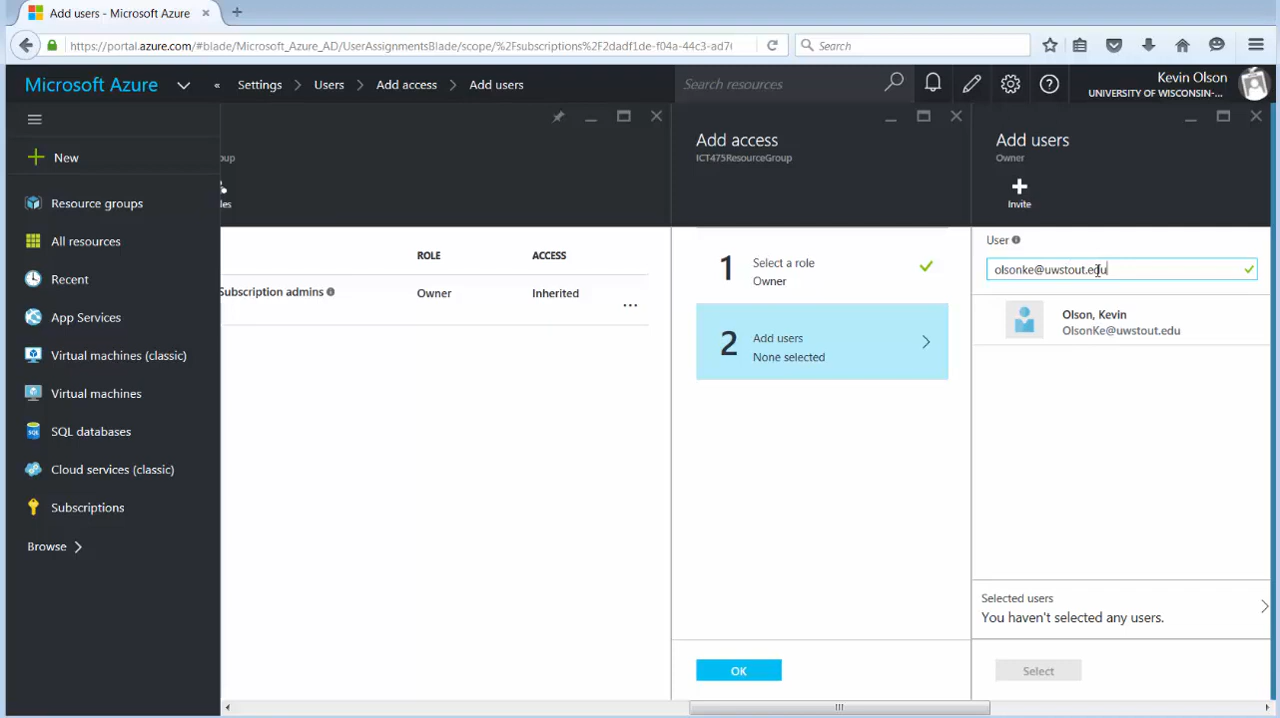 Add users - Microsoft Azure
https://portal.azure.com/#blade/Microsoft_Azure_AD/UserAssignmentsBlade/scope/%2Fsubscriptions%2F2dadf1de-f04a-44c3-ad7
Search
Microsoft Azure
Settings > Users > Add access > Add users
Search resources
Kevin Olson
UNIVERSITY OF WISCONSIN-...
New
Resource groups
All resources
Recent
App Services
Virtual machines (classic)
Virtual machines
SQL databases
Cloud services (classic)
Subscriptions
Browse >
oup
les
ROLE ACCESS
Subscription admins Owner Inherited
...
Add access
ICT475ResourceGroup
1 Select a role
Owner
2 Add users
None selected
OK
Add users
Owner
Invite
User
olsonke@uwstout.edu
Olson, Kevin
OlsonKe@uwstout.edu
Selected users
You haven't selected any users.
Select